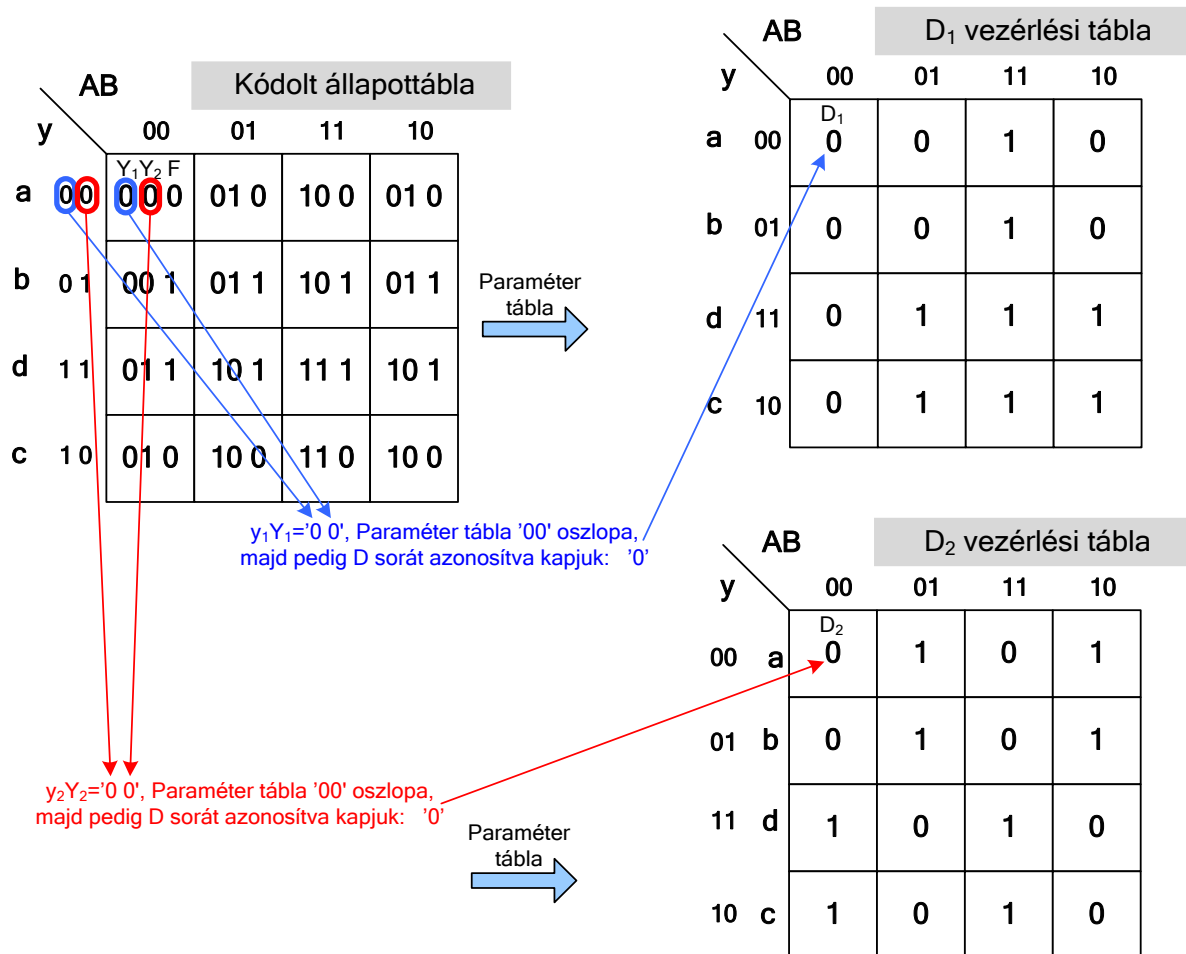 AB
Kódolt állapottábla
y
00 01 11 10
Y₁Y₂ F
a 00 00 0 01 0 10 0 01 0
b 01 00 1 01 1 10 1 01 1
d 11 01 1 10 1 11 1 10 1
c 10 01 0 10 0 11 0 10 0
Paraméter
tábla
AB
D₁ vezérlési tábla
y
00 01 11 10
D₁
a 00 0 0 1 0
b 01 0 0 1 0
d 11 0 1 1 1
c 10 0 1 1 1
y₁Y₁='0 0', Paraméter tábla '00' oszlopa,
majd pedig D sorát azonosítva kapjuk: '0'
AB
D₂ vezérlési tábla
y
00 01 11 10
D₂
00 a 0 1 0 1
01 b 0 1 0 1
11 d 1 0 1 0
10 c 1 0 1 0
y₂Y₂='0 0', Paraméter tábla '00' oszlopa,
majd pedig D sorát azonosítva kapjuk: '0'
Paraméter
tábla